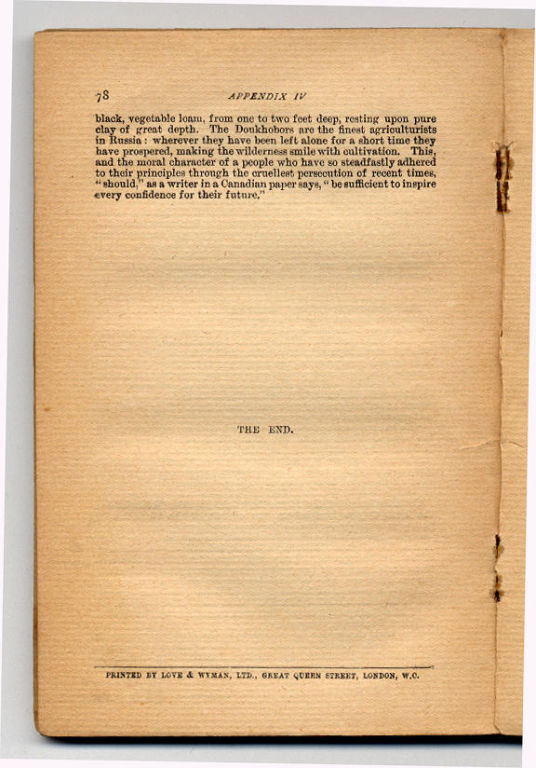 78 APPENDIX IV
black, vegetable loam, from one to two feet deep, resting upon pure
clay of great depth. The Doukhobors are the finest agriculturists
in Russia: wherever they have been left alone for a short time they
have prospered, making the wilderness smile with cultivation. This,
and the moral character of a people who have so steadfastly adhered
to their principles through the cruellest persecution of recent times,
"should," as a writer in a Canadian paper says, "be sufficient to inspire
every confidence for their future."
THE END.
PRINTED BY LOVE & WYMAN, LTD., GREAT QUEEN STREET, LONDON, W.C.